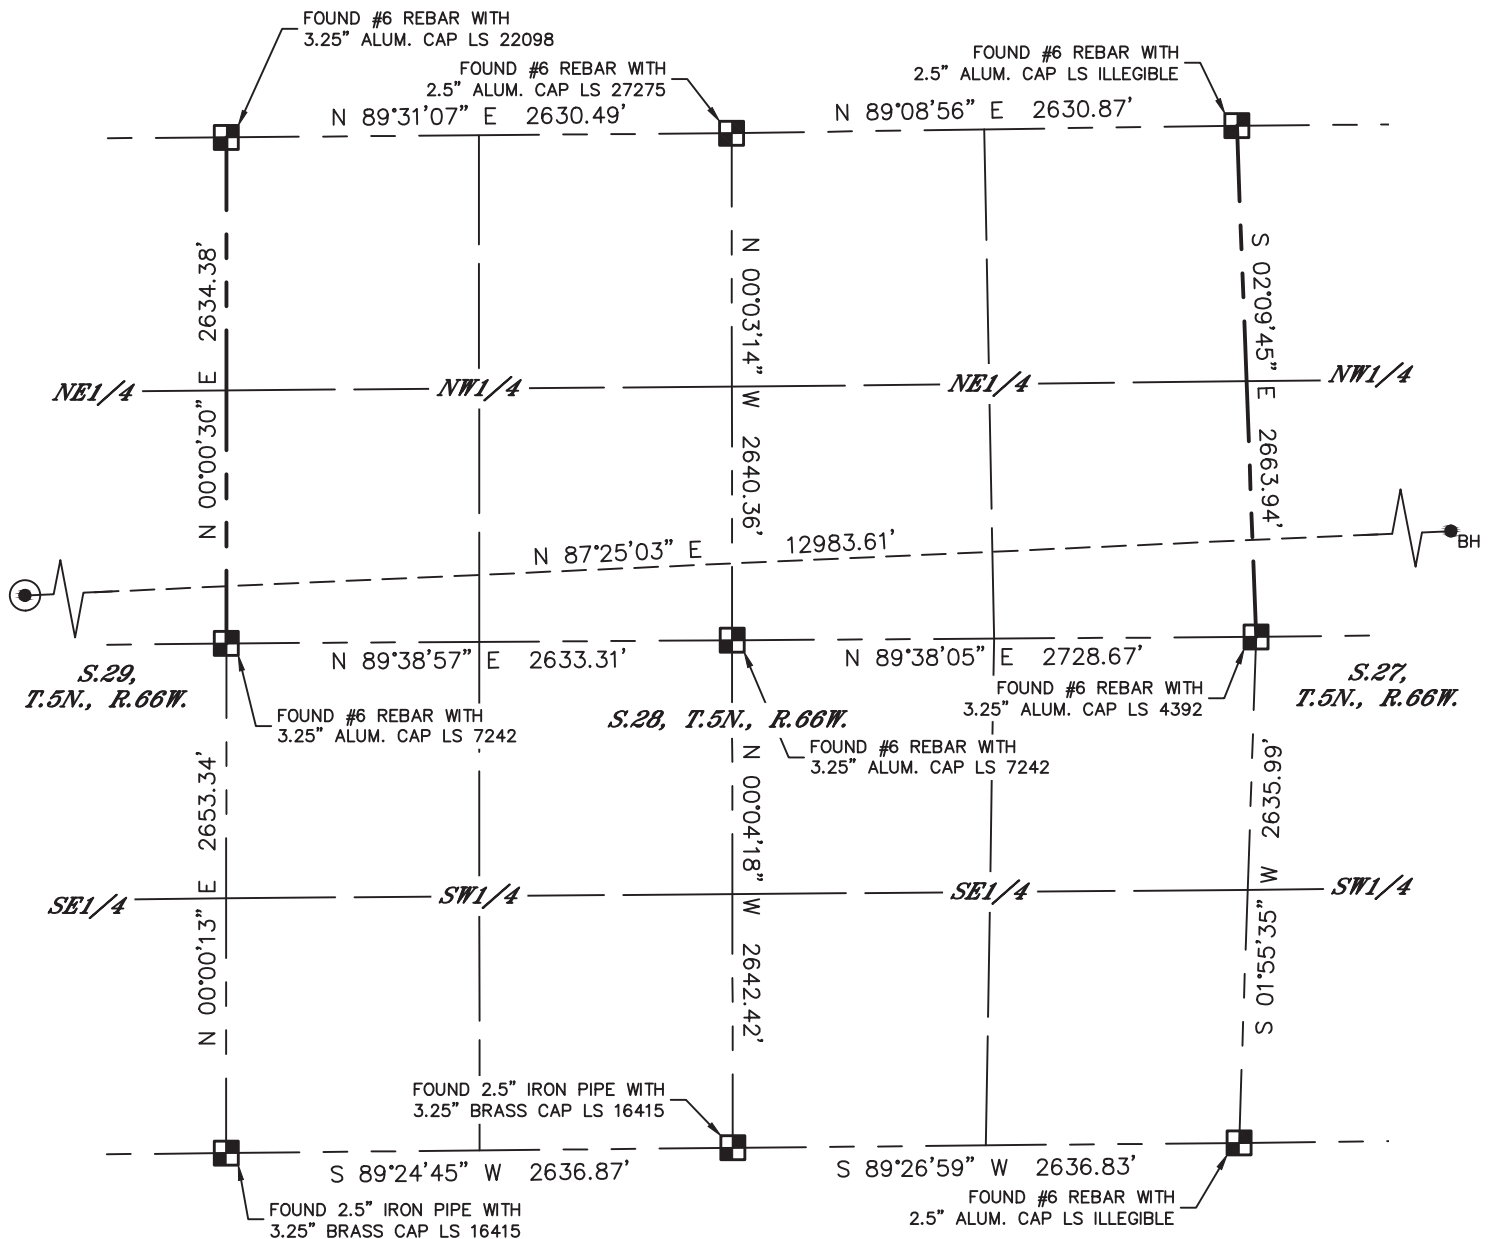 FOUND #6 REBAR WITH
3.25" ALUM. CAP LS 22098
FOUND #6 REBAR WITH
2.5" ALUM. CAP LS 27275
FOUND #6 REBAR WITH
2.5" ALUM. CAP LS ILLEGIBLE
N 89°31'07" E 2630.49'
N 89°08'56" E 2630.87'
N 00°00'30" E 2634.38'
N 00°03'14" W 2640.36'
S 02°09'45" E 2663.94'
NE1/4
NW1/4
NE1/4
NW1/4
N 87°25'03" E 12983.61'
BH
N 89°38'57" E 2633.31'
N 89°38'05" E 2728.67'
S.29,
T.5N., R.66W.
S.28, T.5N., R.66W.
S.27,
T.5N., R.66W.
FOUND #6 REBAR WITH
3.25" ALUM. CAP LS 7242
FOUND #6 REBAR WITH
3.25" ALUM. CAP LS 7242
FOUND #6 REBAR WITH
3.25" ALUM. CAP LS 4392
N 00°00'13" E 2653.34'
N 00°04'18" W 2642.42'
S 01°55'35" W 2635.99'
SE1/4
SW1/4
SE1/4
SW1/4
FOUND 2.5" IRON PIPE WITH
3.25" BRASS CAP LS 16415
S 89°24'45" W 2636.87'
S 89°26'59" W 2636.83'
FOUND 2.5" IRON PIPE WITH
3.25" BRASS CAP LS 16415
FOUND #6 REBAR WITH
2.5" ALUM. CAP LS ILLEGIBLE